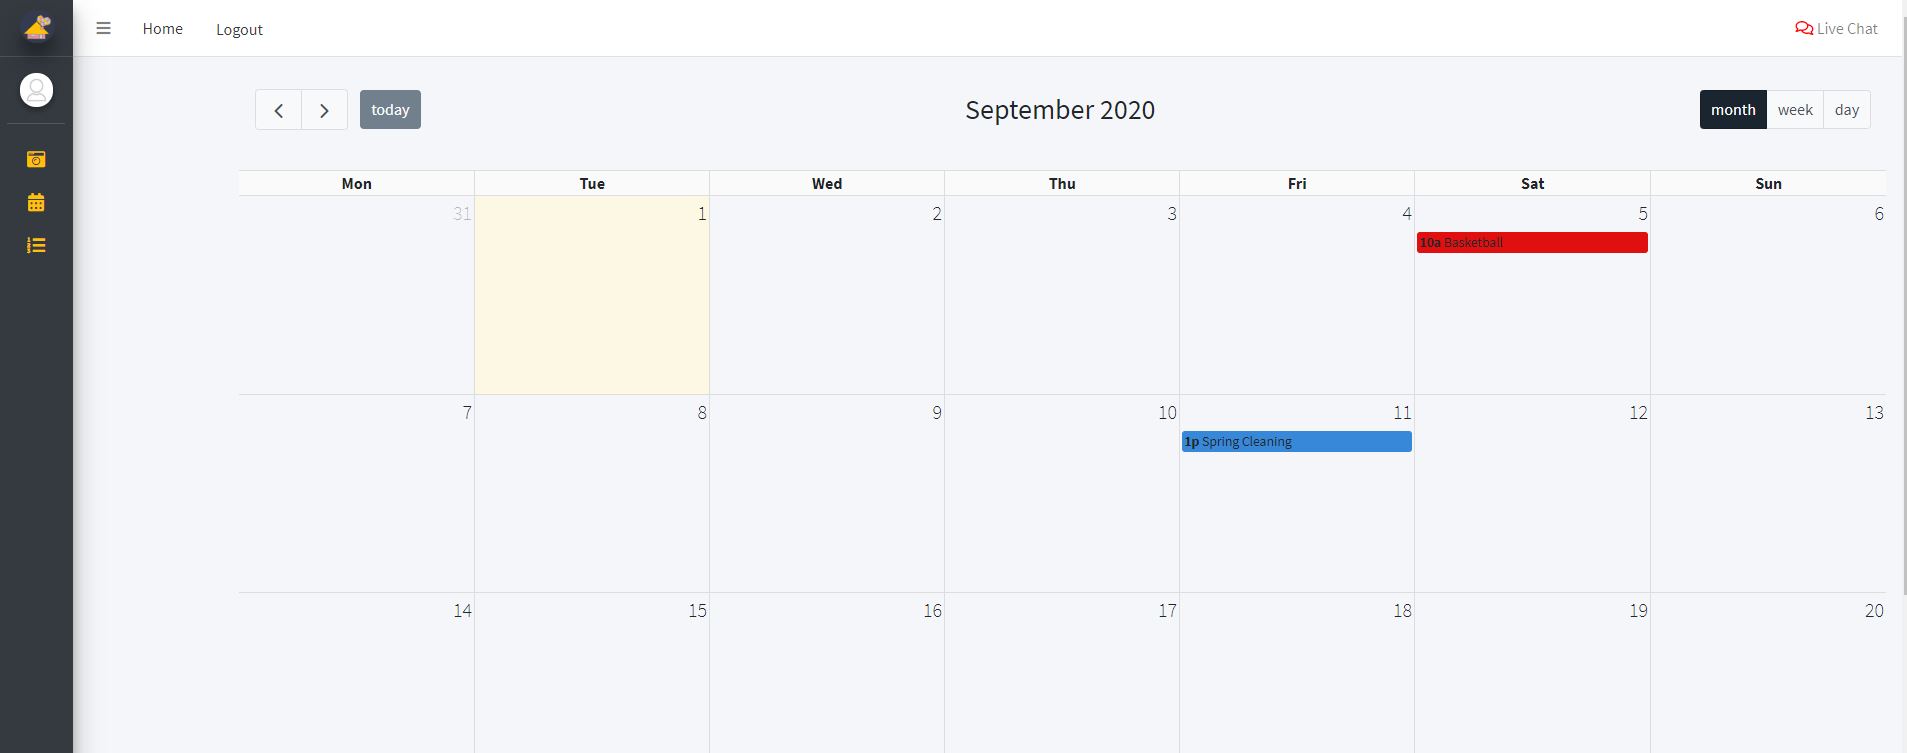 Home Logout Live Chat
today September 2020 month week day
Mon Tue Wed Thu Fri Sat Sun
31 1 2 3 4 5 6
10a Basketball
7 8 9 10 11 12 13
1p Spring Cleaning
14 15 16 17 18 19 20